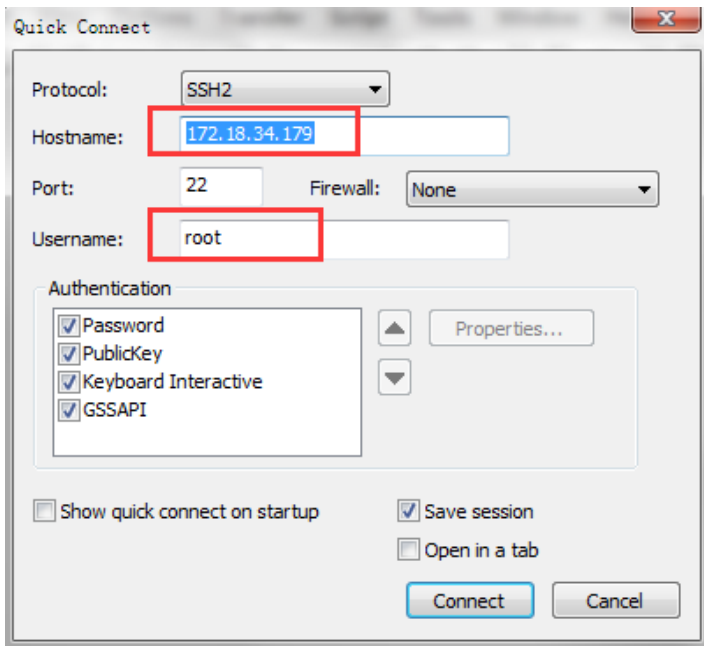 Quick Connect
Protocol: SSH2
Hostname: 172.18.34.179
Port: 22 Firewall: None
Username: root
Authentication
Password
PublicKey
Keyboard Interactive
GSSAPI
Properties...
Show quick connect on startup
Save session
Open in a tab
Connect Cancel